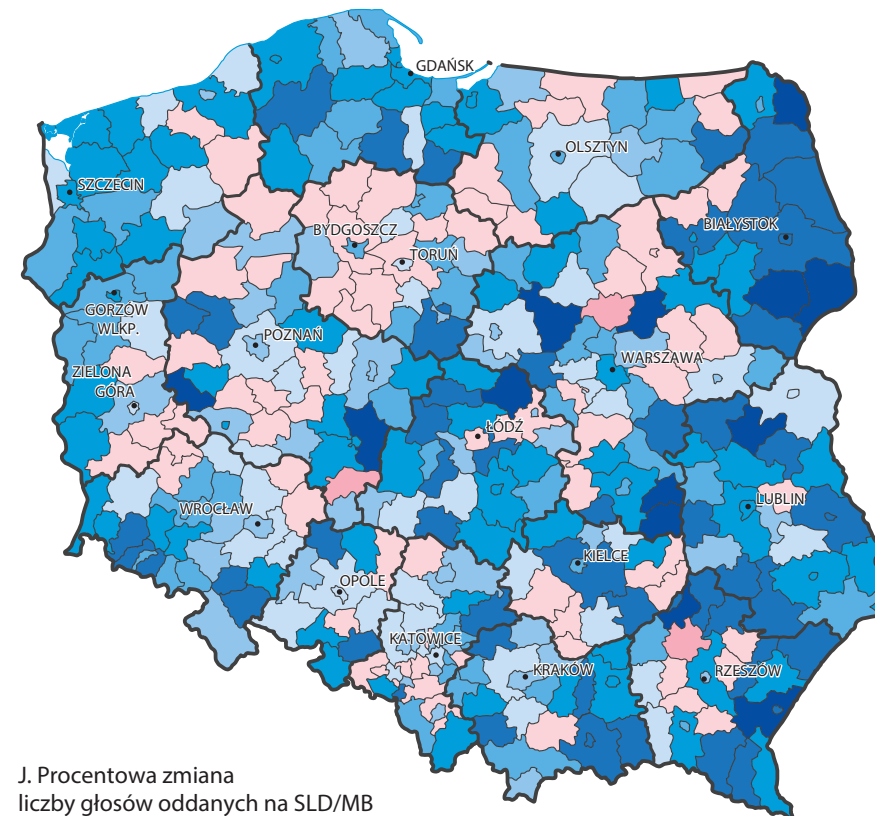 GDAŃSK
OLSZTYN
SZCZECIN
BIAŁYSTOK
BYDGOSZCZ
TORUŃ
GORZÓW
WLKP.
POZNAŃ
WARSZAWA
ZIELONA
GÓRA
ŁÓDŹ
LUBLIN
WROCŁAW
KIELCE
OPOLE
KATOWICE
KRAKÓW
RZESZÓW
J. Procentowa zmiana
liczby głosów oddanych na SLD/MB